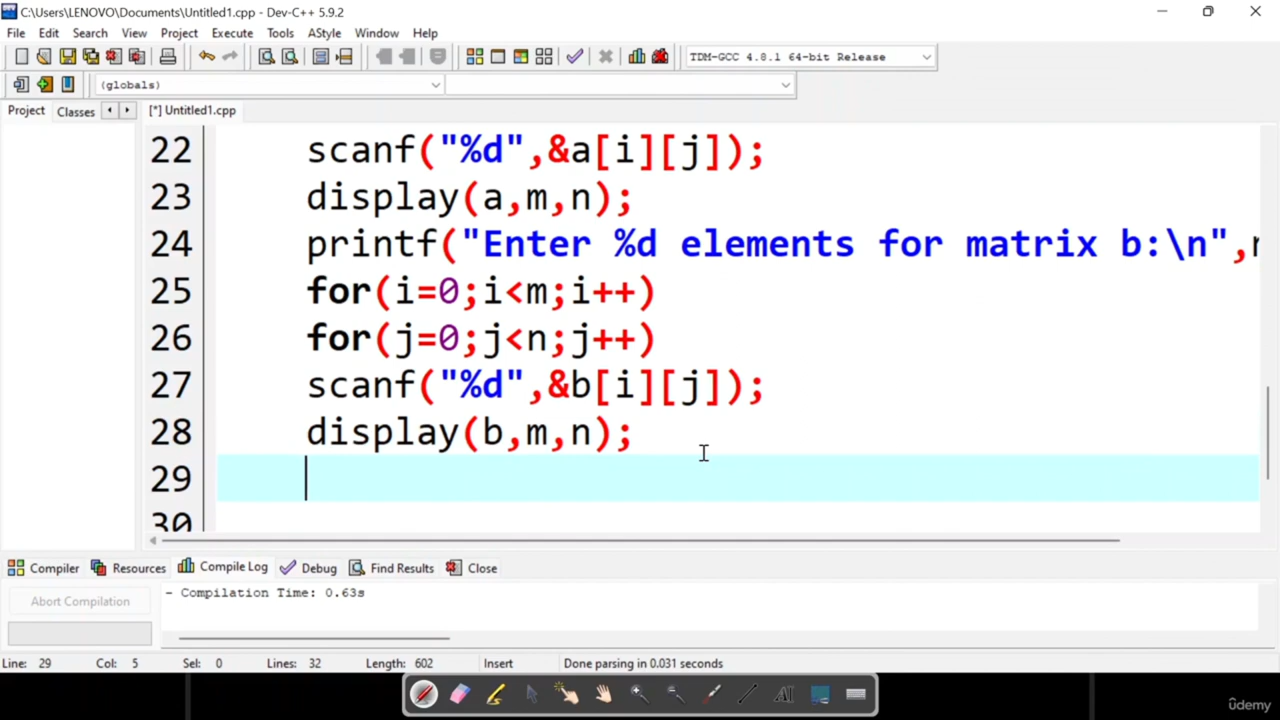 C:\Users\LENOVO\Documents\Untitled1.cpp - Dev-C++ 5.9.2
File Edit Search View Project Execute Tools AStyle Window Help
TDM-GCC 4.8.1 64-bit Release
(globals)
Project Classes [*] Untitled1.cpp
22 scanf("%d",&a[i][j]);
23 display(a,m,n);
24 printf("Enter %d elements for matrix b:\n",
25 for(i=0;i<m;i++)
26 for(j=0;j<n;j++)
27 scanf("%d",&b[i][j]);
28 display(b,m,n);
29
30
Compiler Resources Compile Log Debug Find Results Close
Abort Compilation
- Compilation Time: 0.63s
Line: 29 Col: 5 Sel: 0 Lines: 32 Length: 602 Insert Done parsing in 0.031 seconds
AI
ûdemy